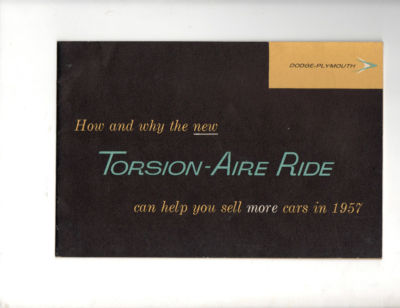 DODGE-PLYMOUTH
How and why the new
TORSION-AIRE RIDE
can help you sell more cars in 1957